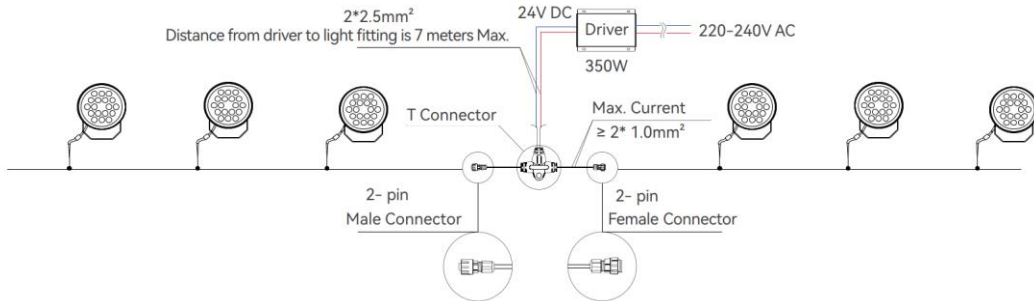 2*2.5mm²
Distance from driver to light fitting is 7 meters Max.
24V DC
Driver
220-240V AC
350W
T Connector
Max. Current
≥ 2* 1.0mm²
2- pin
Male Connector
2- pin
Female Connector